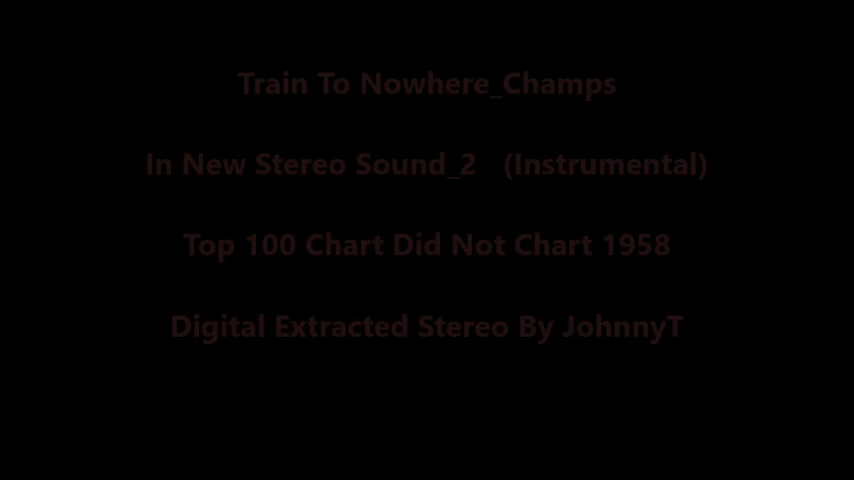 Train To Nowhere_Champs
In New Stereo Sound_2 (Instrumental)
Top 100 Chart Did Not Chart 1958
Digital Extracted Stereo By JohnnyT